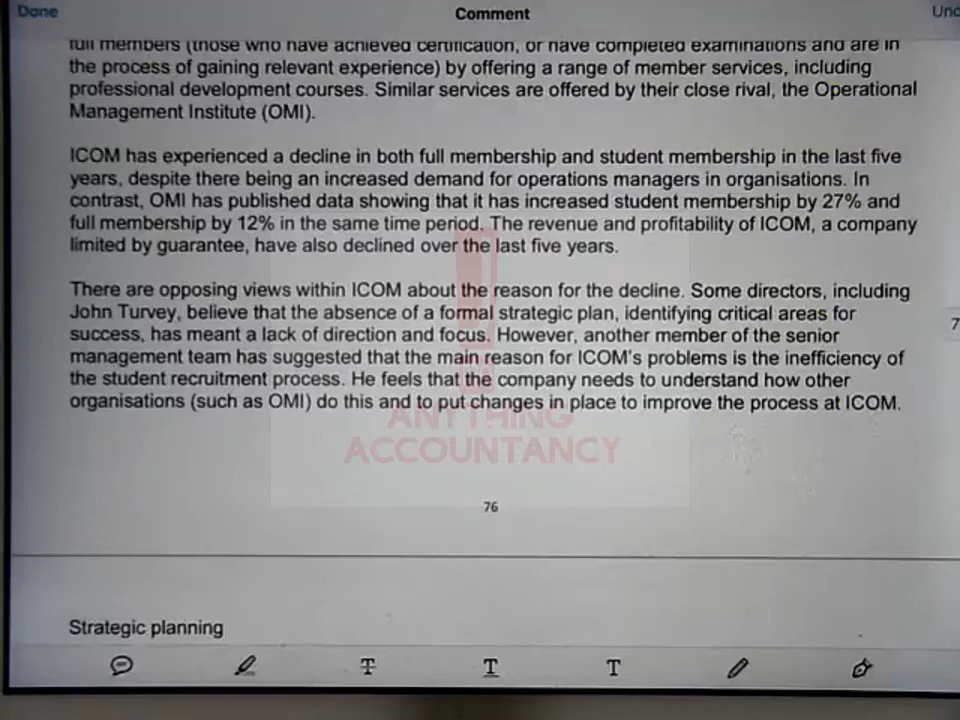 Done
Comment
Und
full members (those who have achieved certification, or have completed examinations and are in
the process of gaining relevant experience) by offering a range of member services, including
professional development courses. Similar services are offered by their close rival, the Operational
Management Institute (OMI).
ICOM has experienced a decline in both full membership and student membership in the last five
years, despite there being an increased demand for operations managers in organisations. In
contrast, OMI has published data showing that it has increased student membership by 27% and
full membership by 12% in the same time period. The revenue and profitability of ICOM, a company
limited by guarantee, have also declined over the last five years.
There are opposing views within ICOM about the reason for the decline. Some directors, including
John Turvey, believe that the absence of a formal strategic plan, identifying critical areas for
success, has meant a lack of direction and focus. However, another member of the senior
management team has suggested that the main reason for ICOM's problems is the inefficiency of
the student recruitment process. He feels that the company needs to understand how other
organisations (such as OMI) do this and to put changes in place to improve the process at ICOM.
ANYTHING
ACCOUNTANCY
76
7
Strategic planning
T
T
T